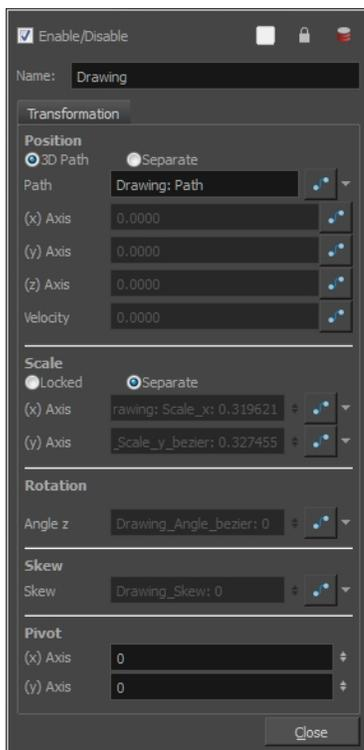 Enable/Disable
Name: Drawing
Transformation
Position
3D Path Separate
Path Drawing: Path
(x) Axis 0.0000
(y) Axis 0.0000
(z) Axis 0.0000
Velocity 0.0000
Scale
Locked Separate
(x) Axis rawing: Scale_x: 0.319621
(y) Axis _Scale_y_bezier: 0.327455
Rotation
Angle z Drawing_Angle_bezier: 0
Skew
Skew Drawing_Skew: 0
Pivot
(x) Axis 0
(y) Axis 0
Close